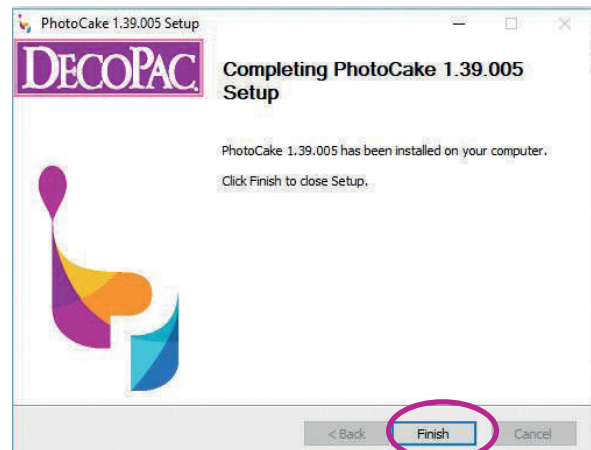 PhotoCake 1.39.005 Setup
DECOPAC
Completing PhotoCake 1.39.005
Setup
PhotoCake 1.39.005 has been installed on your computer.
Click Finish to close Setup.
< Back Finish Cancel